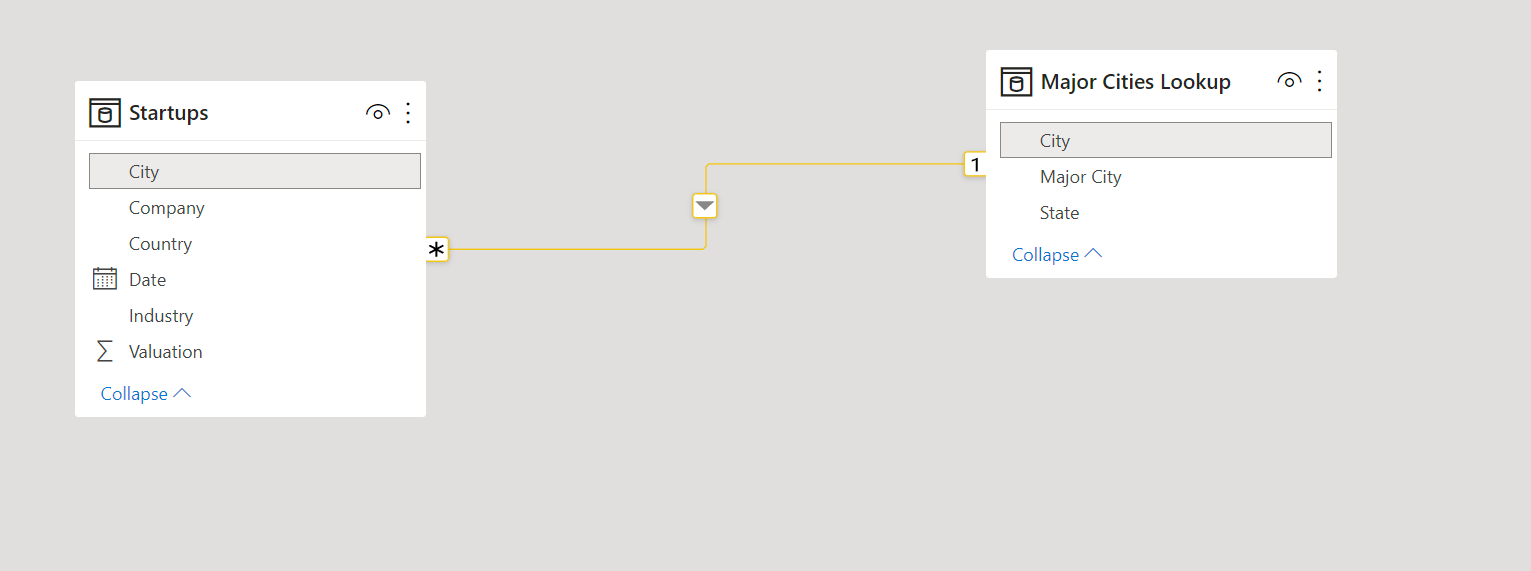 Startups
City
Company
Country
Date
Industry
Valuation
Collapse
*
1
Major Cities Lookup
City
Major City
State
Collapse